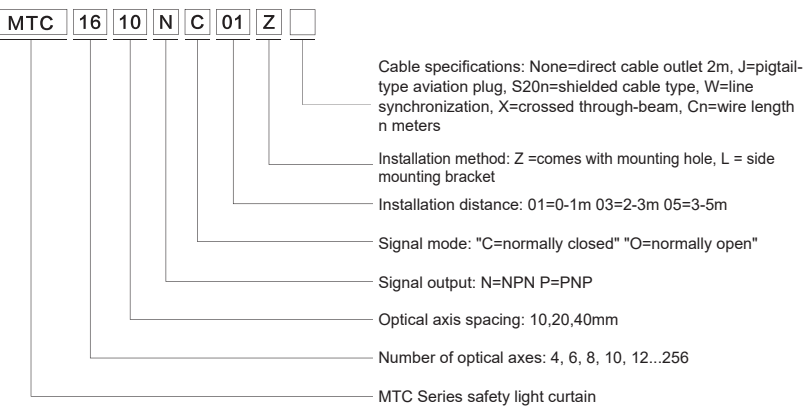 MTC 16 10 N C 01 Z
Cable specifications: None=direct cable outlet 2m, J=pigtail-
type aviation plug, S20n=shielded cable type, W=line
synchronization, X=crossed through-beam, Cn=wire length
n meters
Installation method: Z =comes with mounting hole, L = side
mounting bracket
Installation distance: 01=0-1m 03=2-3m 05=3-5m
Signal mode: "C=normally closed" "O=normally open"
Signal output: N=NPN P=PNP
Optical axis spacing: 10,20,40mm
Number of optical axes: 4, 6, 8, 10, 12...256
MTC Series safety light curtain